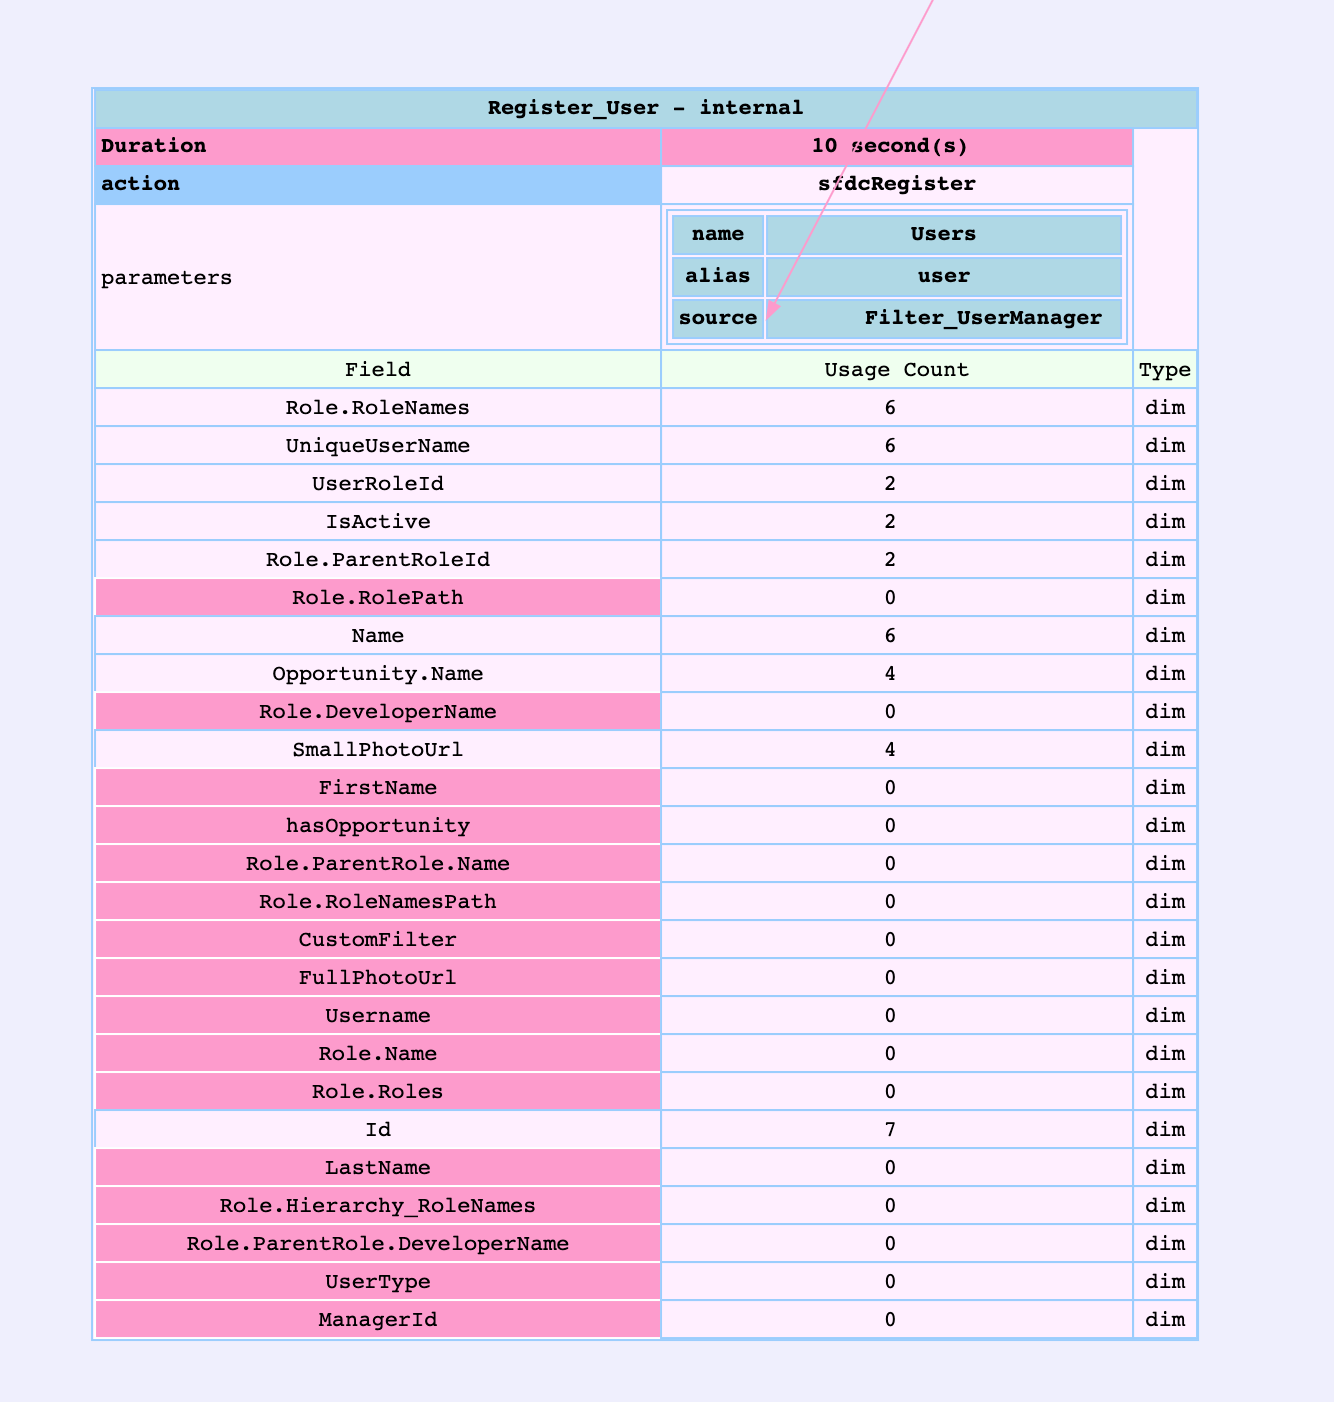 Register_User - internal
Duration 10 second(s)
action sfdcRegister
parameters
name Users
alias user
source Filter_UserManager
Field Usage Count Type
Role.RoleNames 6 dim
UniqueUserName 6 dim
UserRoleId 2 dim
IsActive 2 dim
Role.ParentRoleId 2 dim
Role.RolePath 0 dim
Name 6 dim
Opportunity.Name 4 dim
Role.DeveloperName 0 dim
SmallPhotoUrl 4 dim
FirstName 0 dim
hasOpportunity 0 dim
Role.ParentRole.Name 0 dim
Role.RoleNamesPath 0 dim
CustomFilter 0 dim
FullPhotoUrl 0 dim
Username 0 dim
Role.Name 0 dim
Role.Roles 0 dim
Id 7 dim
LastName 0 dim
Role.Hierarchy_RoleNames 0 dim
Role.ParentRole.DeveloperName 0 dim
UserType 0 dim
ManagerId 0 dim